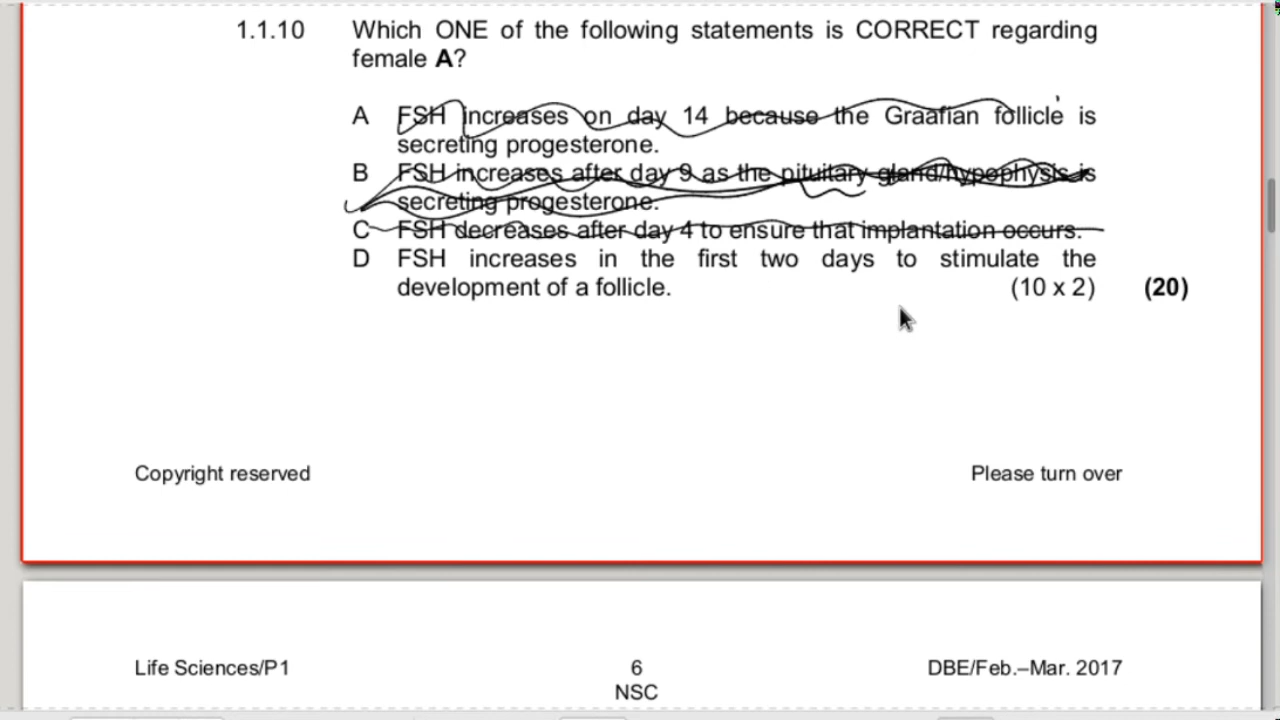 1.1.10 Which ONE of the following statements is CORRECT regarding
female A?
A FSH increases on day 14 because the Graafian follicle is
secreting progesterone.
B FSH increases after day 9 as the pituitary gland/hypophysis is
secreting progesterone.
C FSH decreases after day 4 to ensure that implantation occurs.
D FSH increases in the first two days to stimulate the
development of a follicle. (10 x 2) (20)
Copyright reserved Please turn over
Life Sciences/P1 6 DBE/Feb.–Mar. 2017
NSC